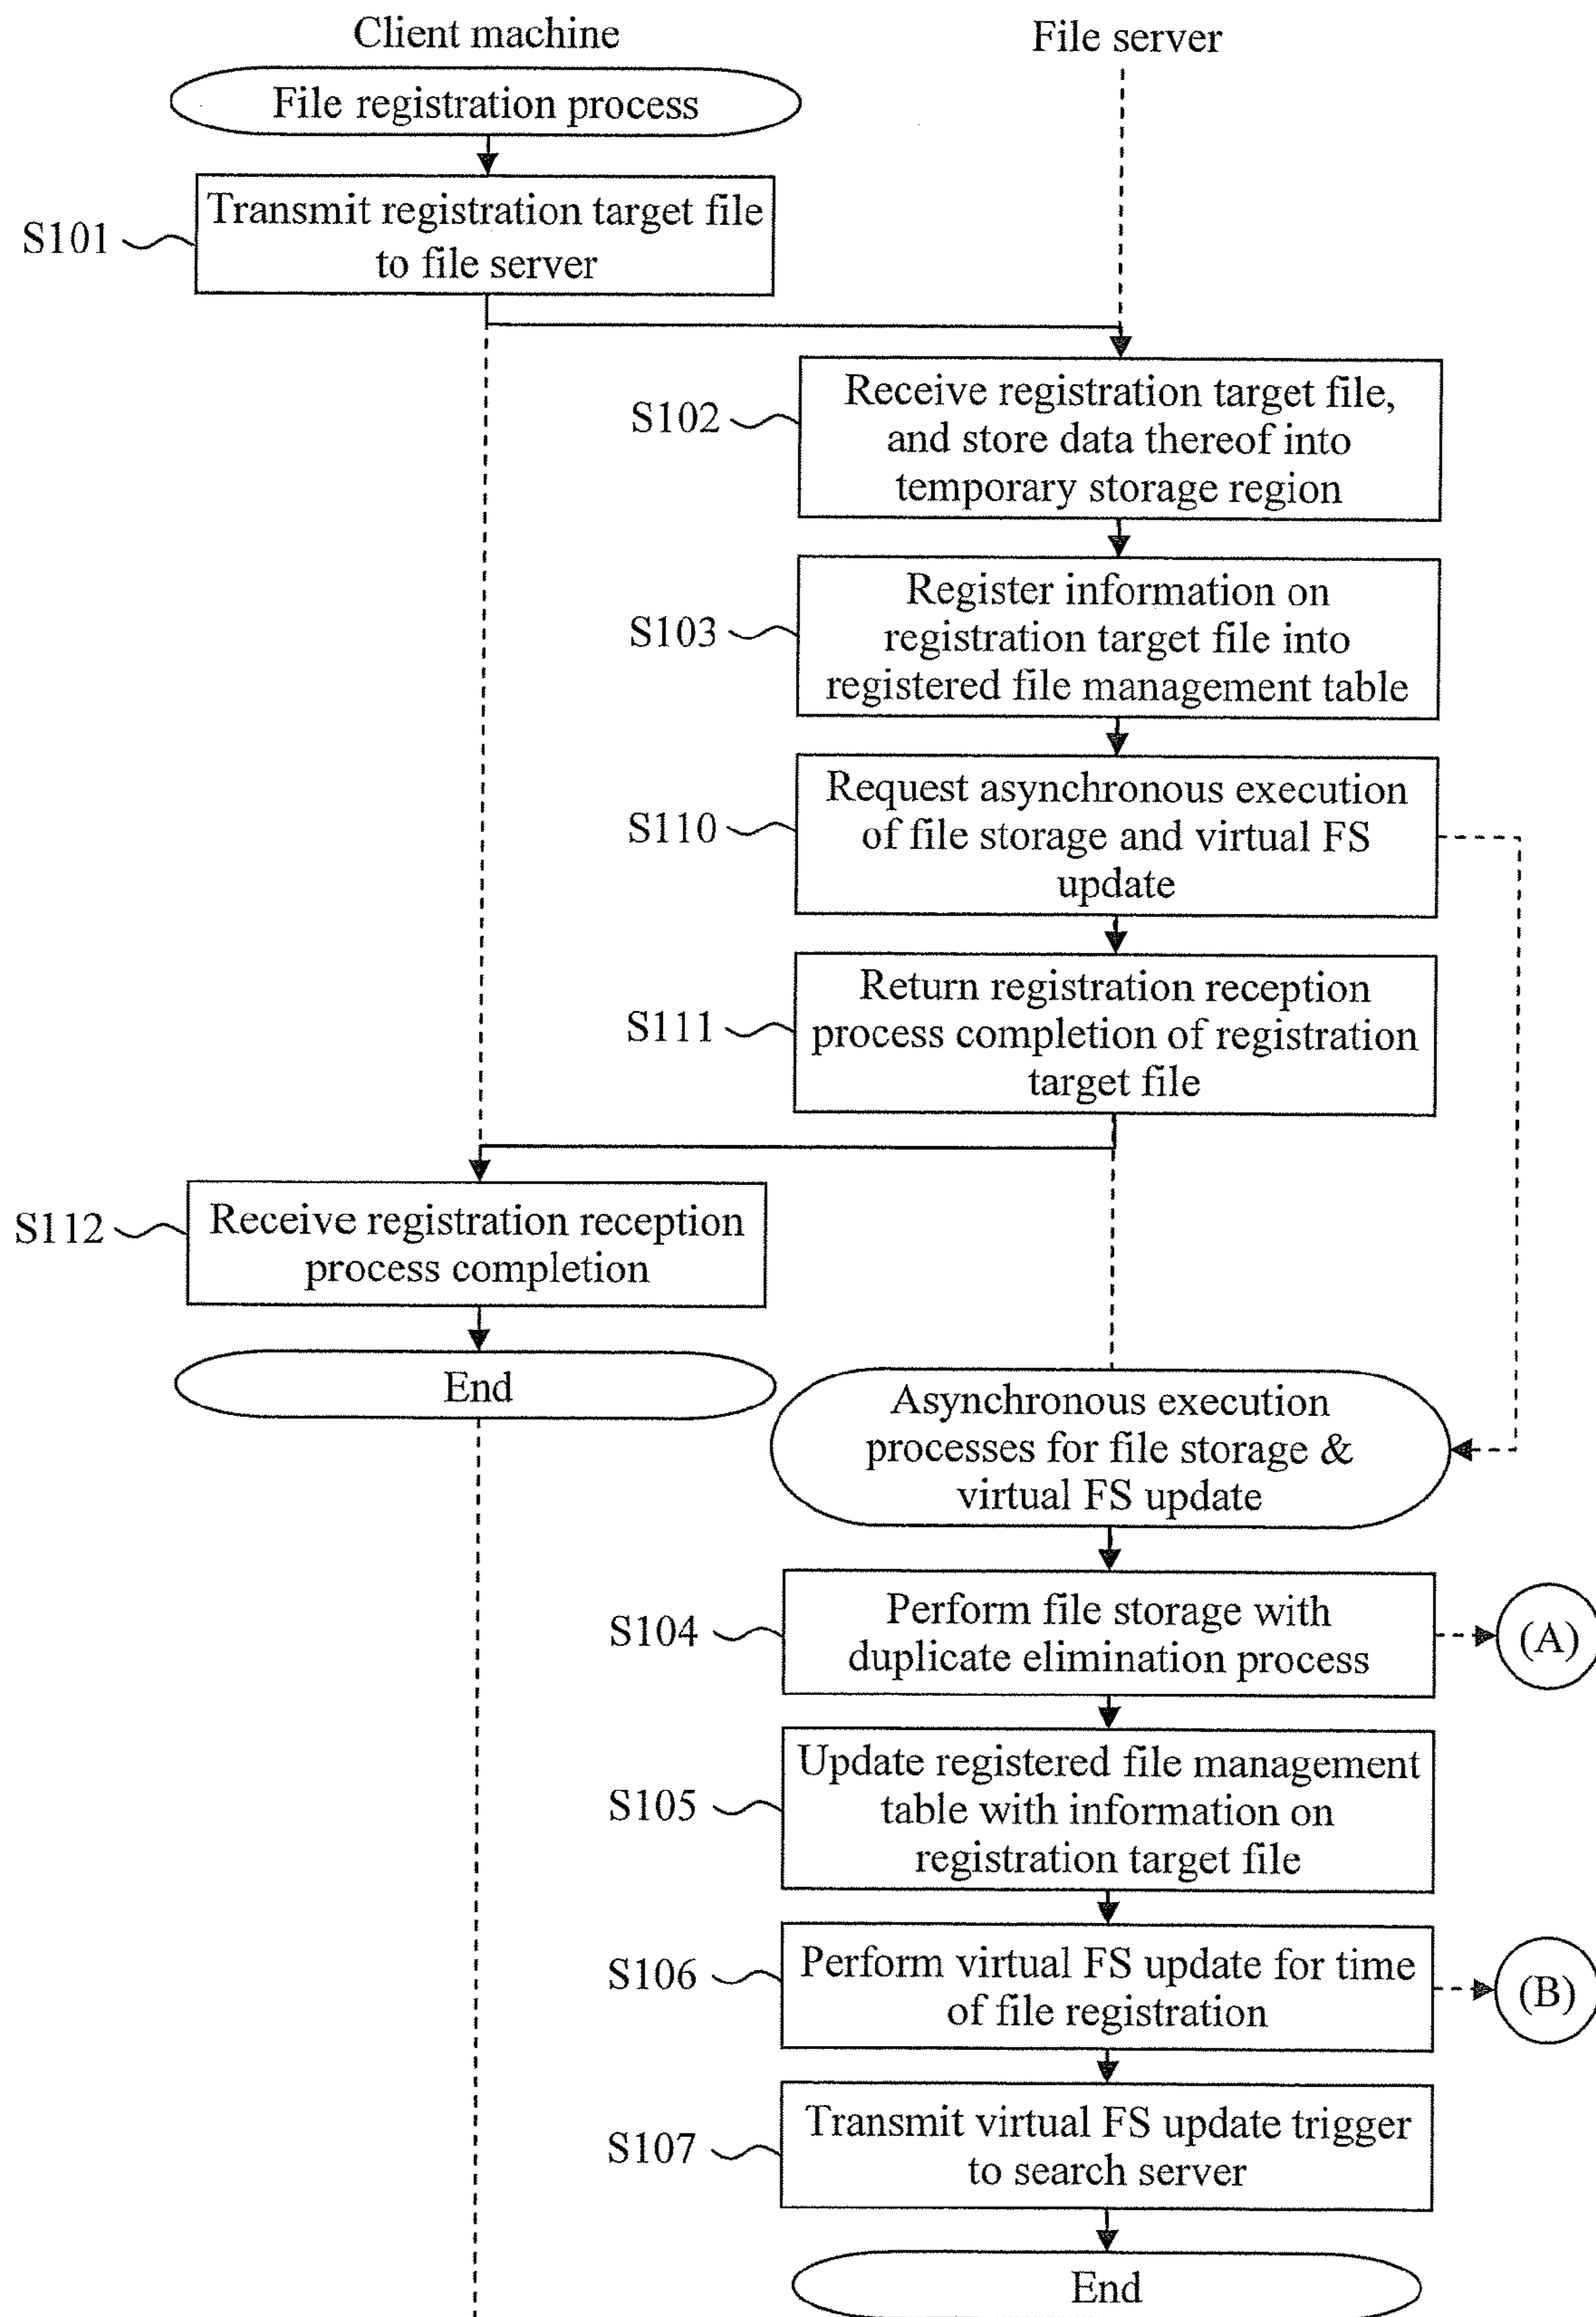 Client machine
File server
File registration process
S101
Transmit registration target file
to file server
S102
Receive registration target file,
and store data thereof into
temporary storage region
S103
Register information on
registration target file into
registered file management table
S110
Request asynchronous execution
of file storage and virtual FS
update
S111
Return registration reception
process completion of registration
target file
S112
Receive registration reception
process completion
End
Asynchronous execution
processes for file storage &
virtual FS update
S104
Perform file storage with
duplicate elimination process
(A)
S105
Update registered file management
table with information on
registration target file
S106
Perform virtual FS update for time
of file registration
(B)
S107
Transmit virtual FS update trigger
to search server
End